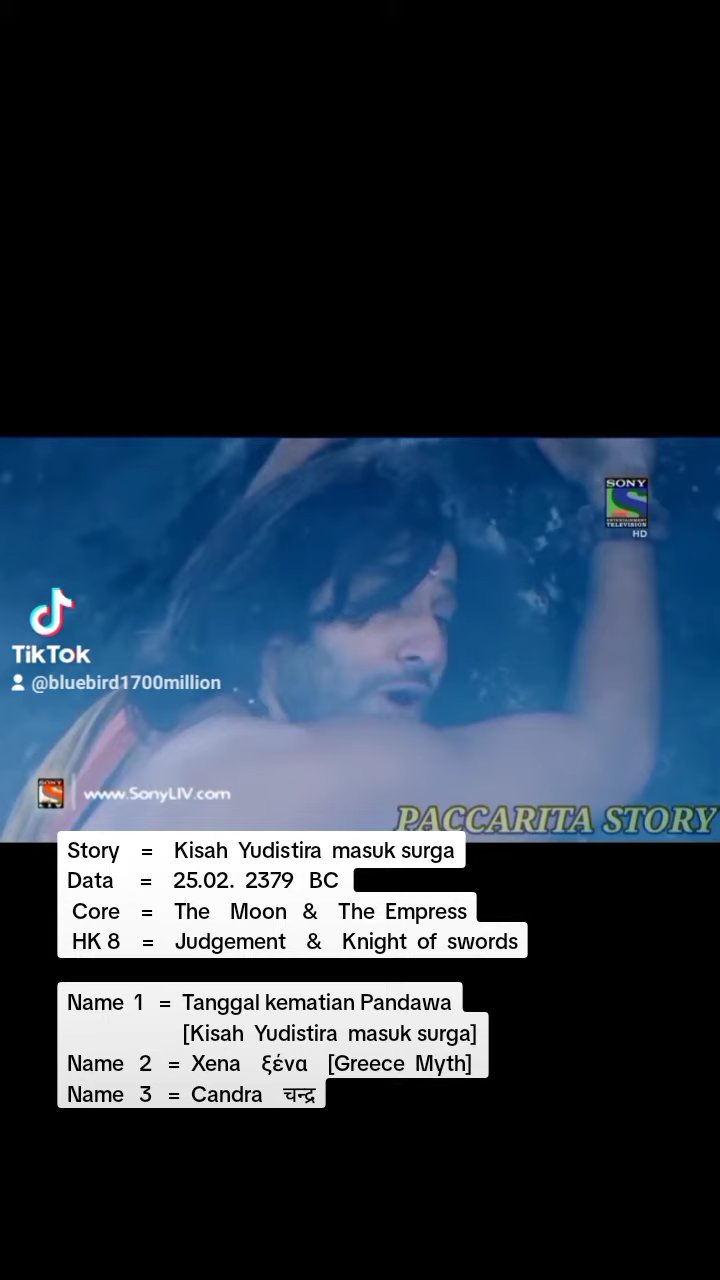 SONY
ENTERTAINMENT
TELEVISION
HD
TikTok
@bluebird1700million
SONY
LIV
www.SonyLIV.com
PACCARITA STORY
Story = Kisah Yudistira masuk surga
Data = 25.02. 2379 BC
Core = The Moon & The Empress
HK 8 = Judgement & Knight of swords
Name 1 = Tanggal kematian Pandawa
[Kisah Yudistira masuk surga]
Name 2 = Xena ξένα [Greece Myth]
Name 3 = Candra चन्द्र